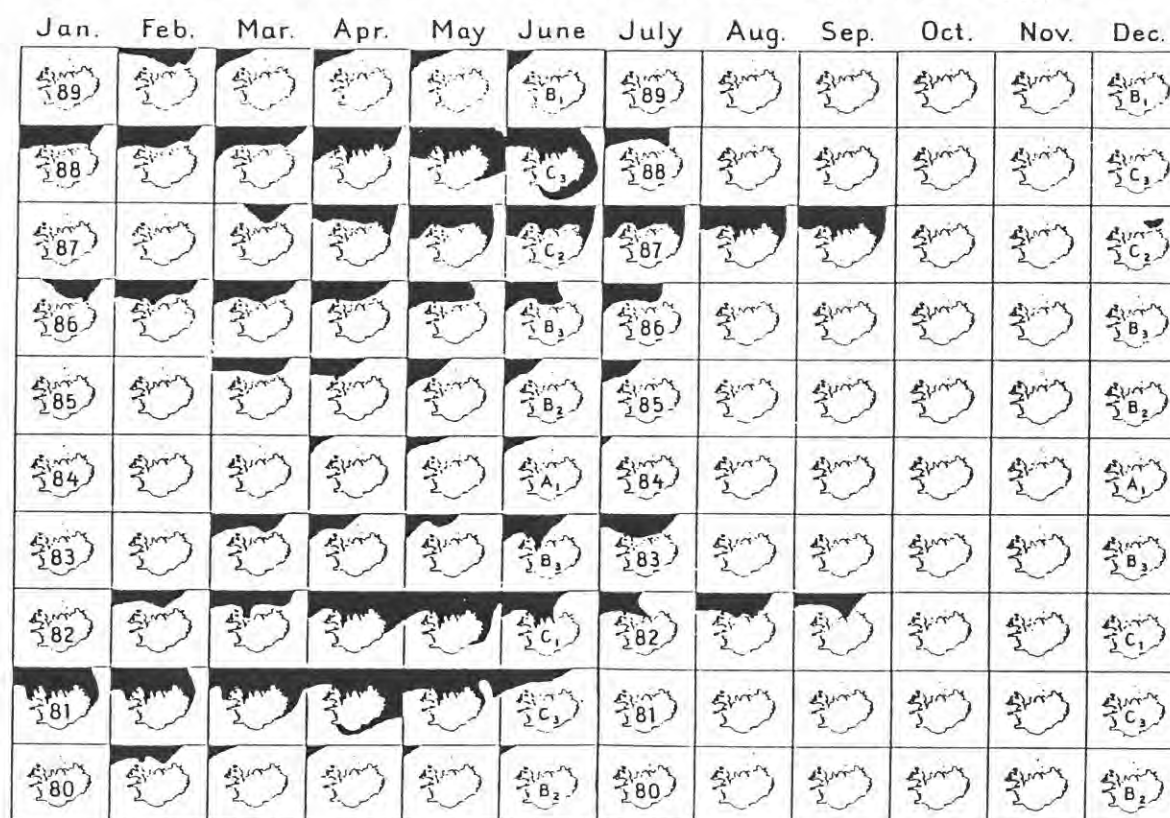 Jan. Feb. Mar. Apr. May June July Aug. Sep. Oct. Nov. Dec.
89 B₁ 89 B₁
88 C₃ 88 C₃
87 C₂ 87 C₂
86 B₃ 86 B₃
85 B₂ 85 B₂
84 A₁ 84 A₁
83 B₃ 83 B₃
82 C₁ 82 C₁
81 C₃ 81 C₃
80 B₂ 80 B₂